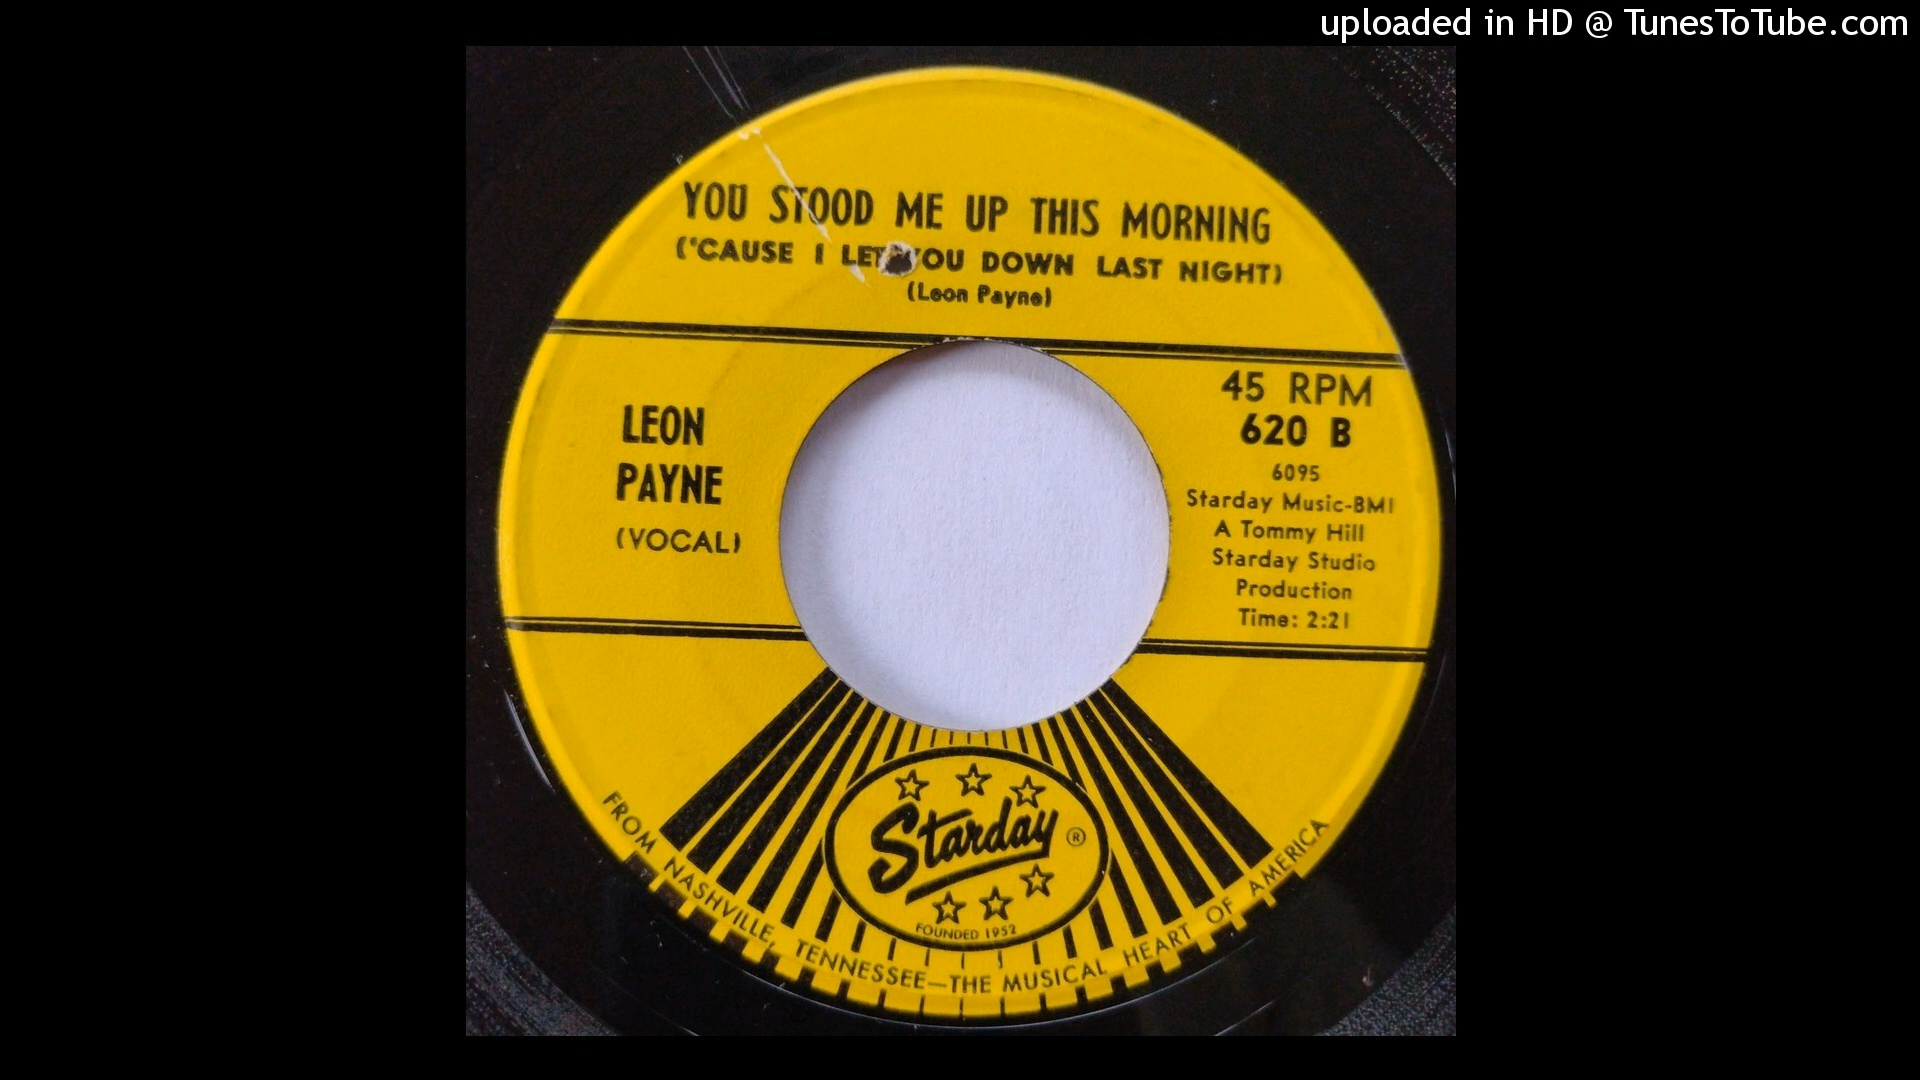 uploaded in HD @ TunesToTube.com
YOU STOOD ME UP THIS MORNING
('CAUSE I LET YOU DOWN LAST NIGHT)
(Leon Payne)
LEON
PAYNE
(VOCAL)
45 RPM
620 B
6095
Starday Music-BMI
A Tommy Hill
Starday Studio
Production
Time: 2:21
Starday ®
FOUNDED 1952
FROM NASHVILLE, TENNESSEE—THE MUSICAL HEART OF AMERICA